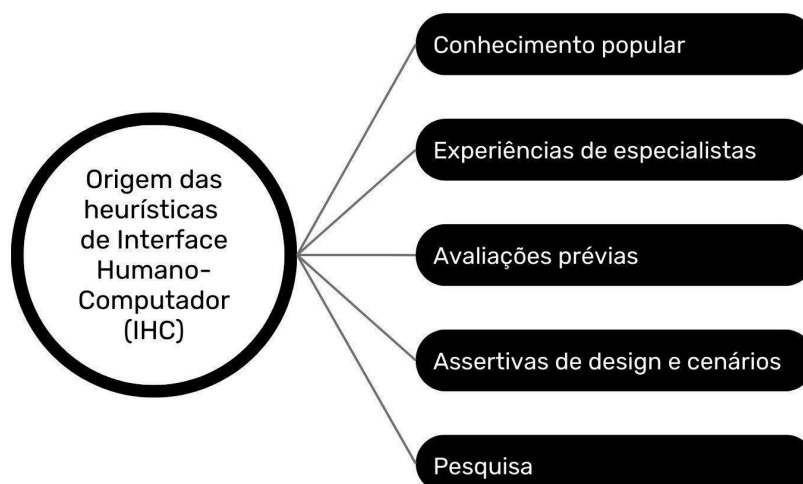 Origem das
heurísticas
de Interface
Humano-
Computador
(IHC)
Conhecimento popular
Experiências de especialistas
Avaliações prévias
Assertivas de design e cenários
Pesquisa